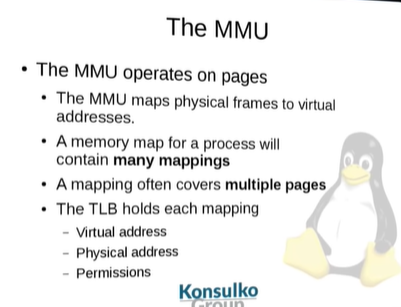 The MMU
• The MMU operates on pages
• The MMU maps physical frames to virtual
addresses.
• A memory map for a process will
contain many mappings
• A mapping often covers multiple pages
• The TLB holds each mapping
– Virtual address
– Physical address
– Permissions
Konsulko
Group